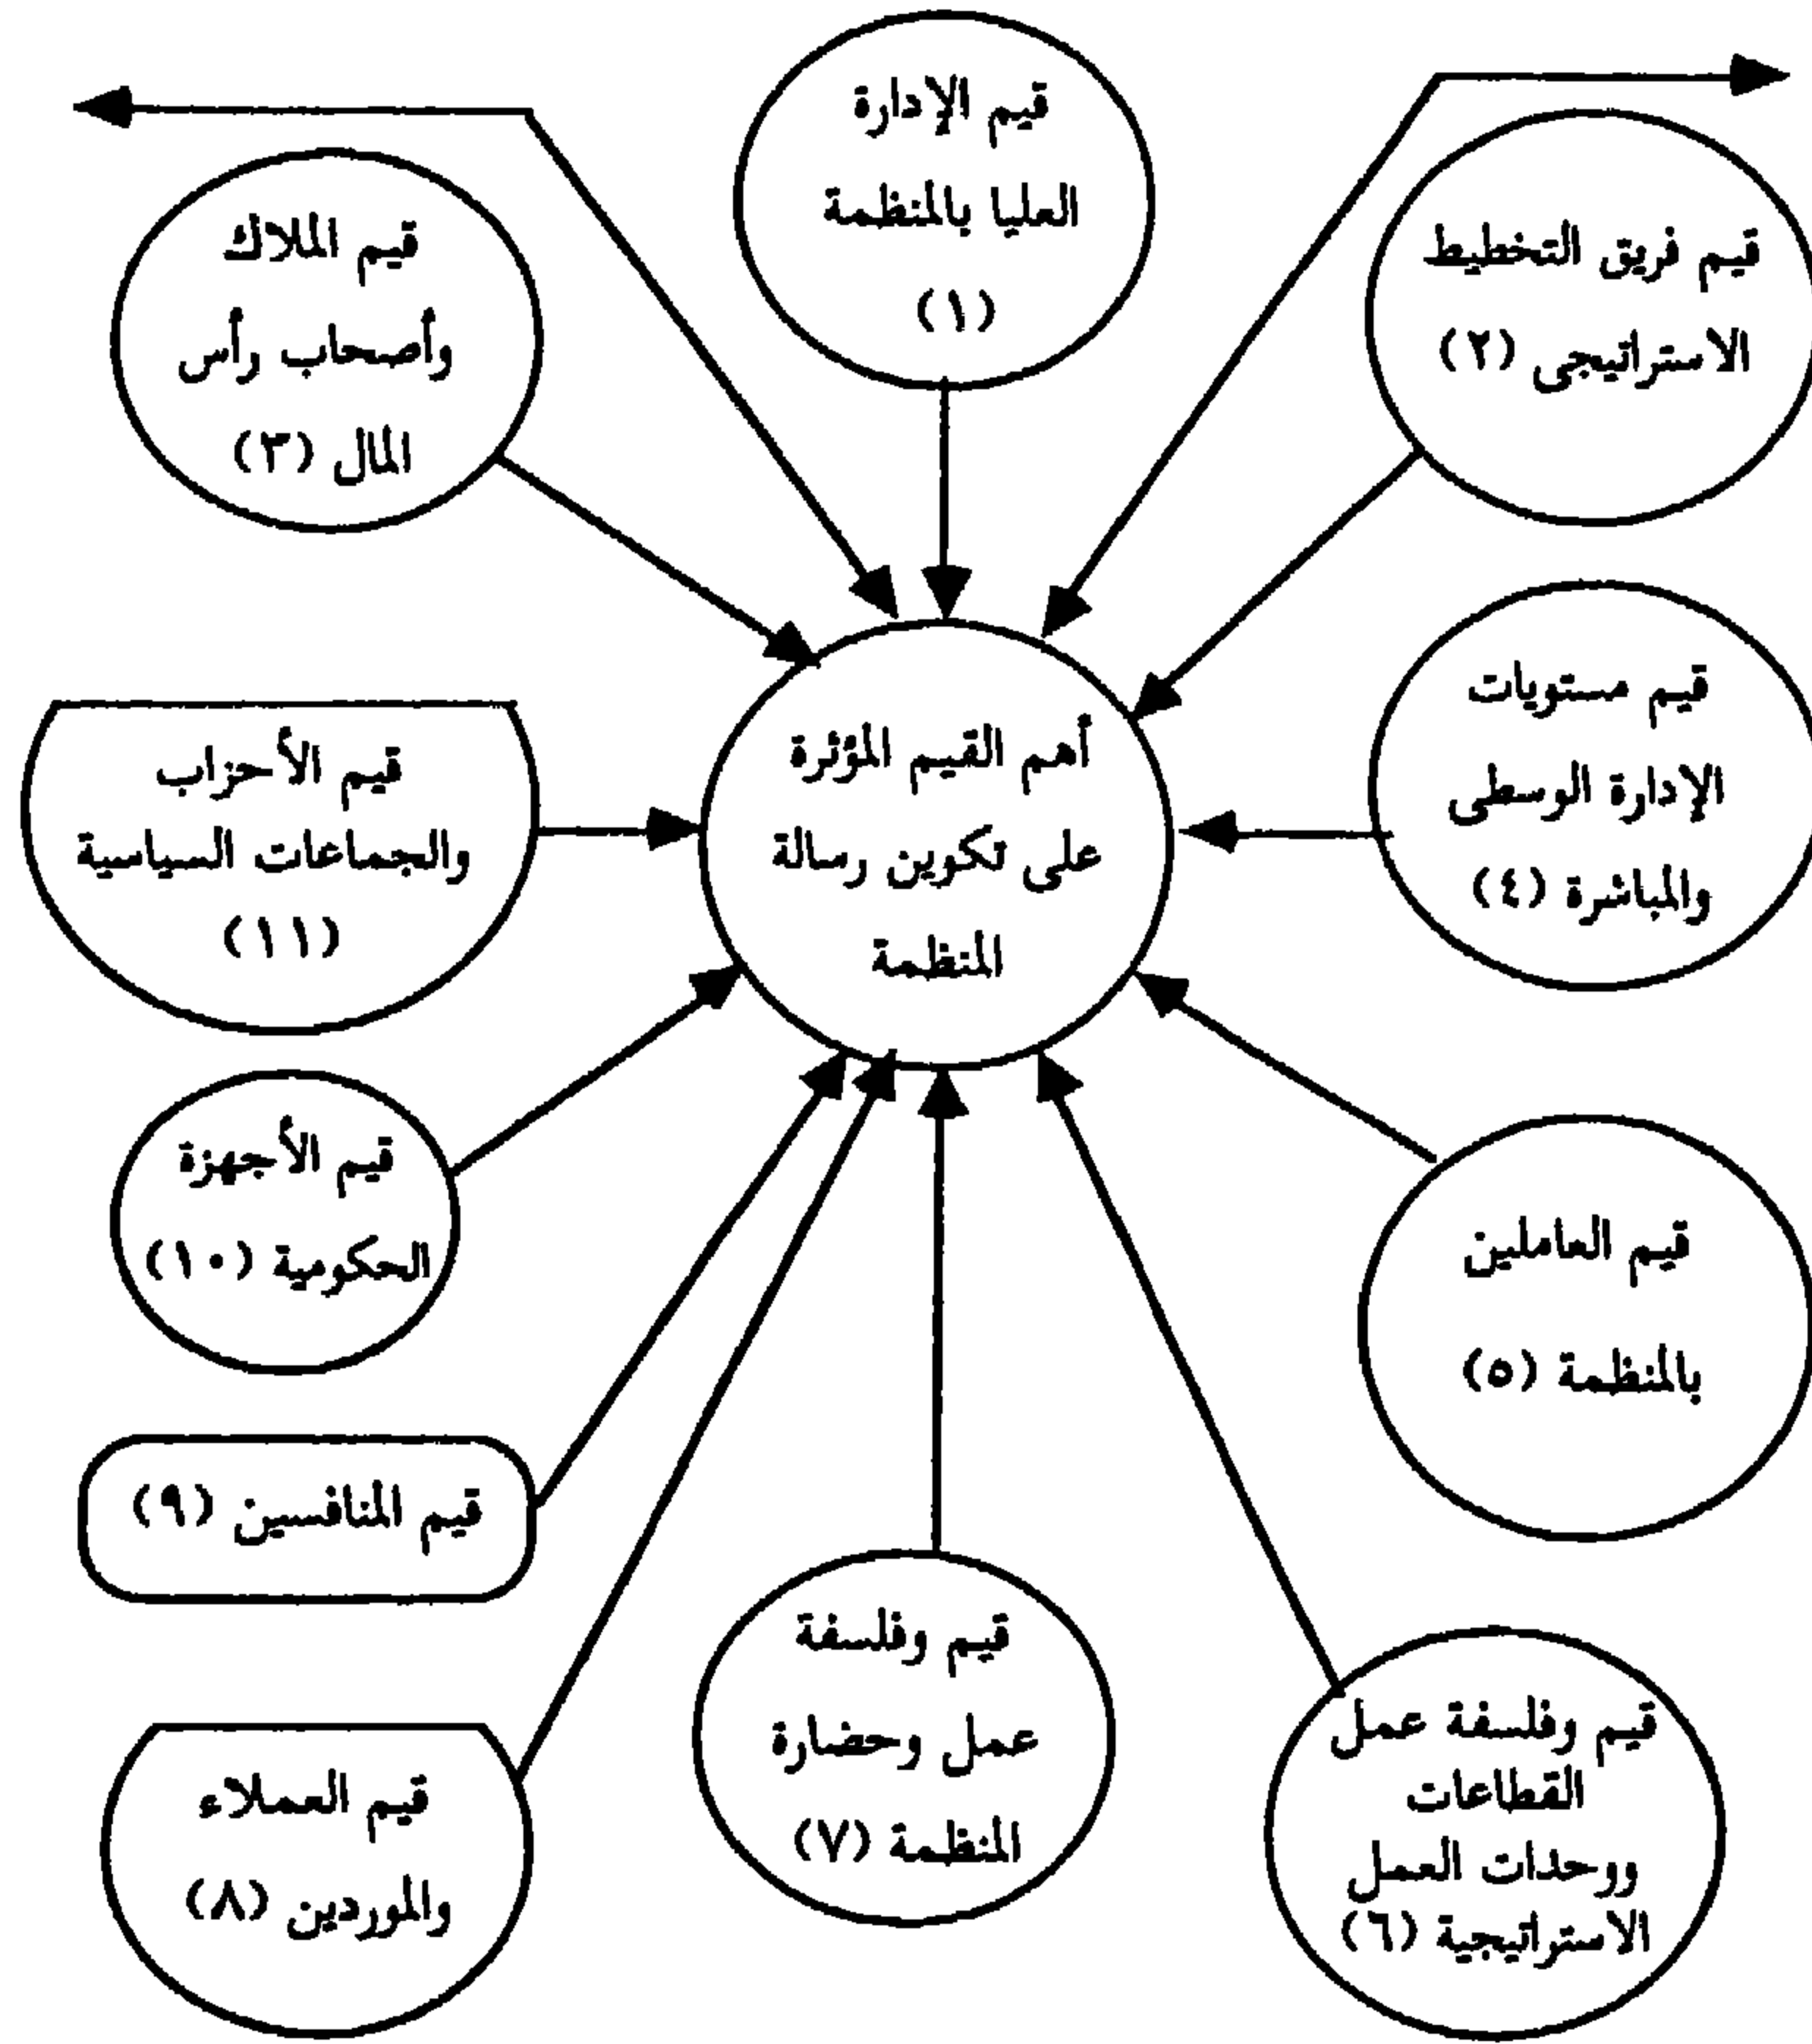 قيم الإدارة
العليا بالمنظمة
(١)
قيم فريق التخطيط
الاستراتيجى (٢)
قيم الملاك
وأصحاب رأس
المال (٣)
قيم مستويات
الإدارة الوسطى
والمباشرة (٤)
أهم القيم المؤثرة
على تكوين رسالة
المنظمة
قيم العاملين
بالمنظمة (٥)
قيم وفلسفة عمل
القطاعات
ووحدات العمل
الاستراتيجية (٦)
قيم وفلسفة
عمل وحضارة
المنظمة (٧)
قيم العملاء
والموردين (٨)
قيم المنافسين (٩)
قيم الأجهزة
الحكومية (١٠)
قيم الأحزاب
والجماعات السياسية
(١١)